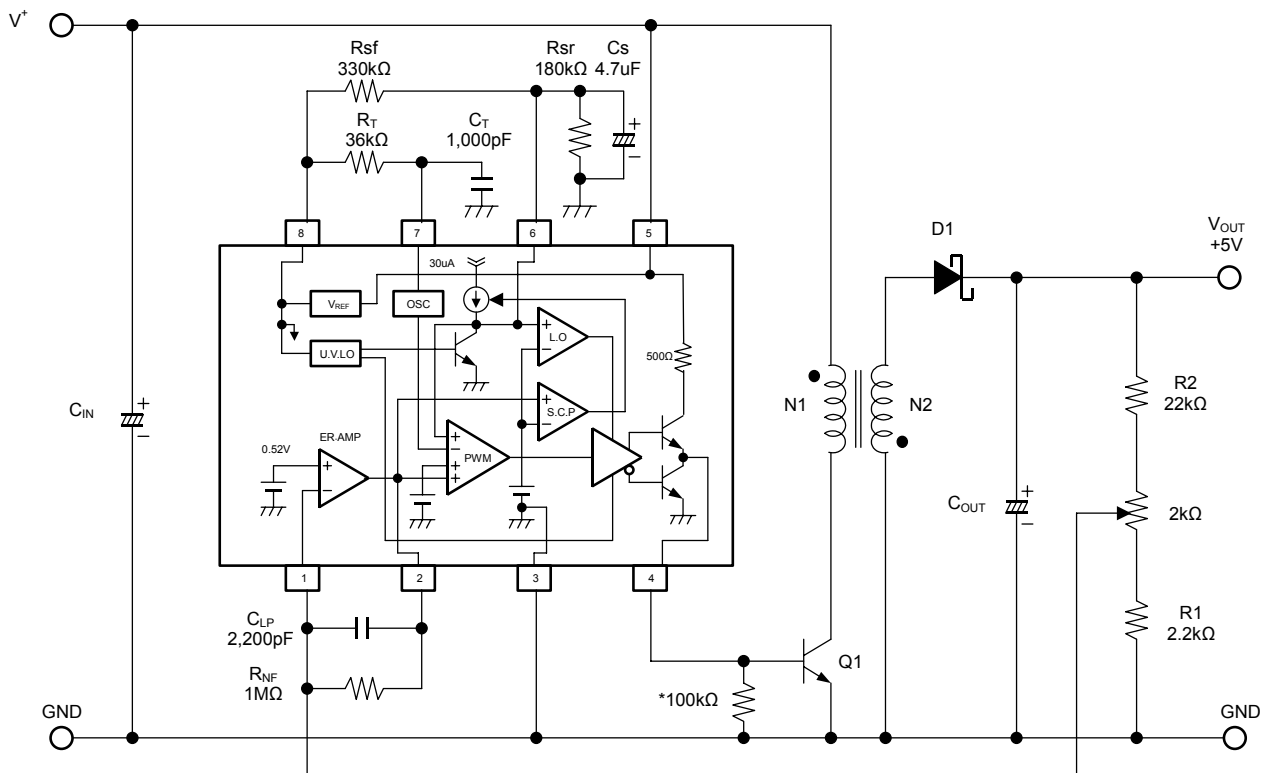 V+
Rsf
330kΩ
Rsr
180kΩ
Cs
4.7uF
RT
36kΩ
CT
1,000pF
8
7
6
5
D1
VOUT
+5V
30uA
VREF
OSC
L.O
U.V.LO
500Ω
S.C.P
CIN
+
−
ER-AMP
0.52V
PWM
N1
N2
R2
22kΩ
COUT
2kΩ
R1
2.2kΩ
1
2
3
4
CLP
2,200pF
RNF
1MΩ
*100kΩ
Q1
GND
GND